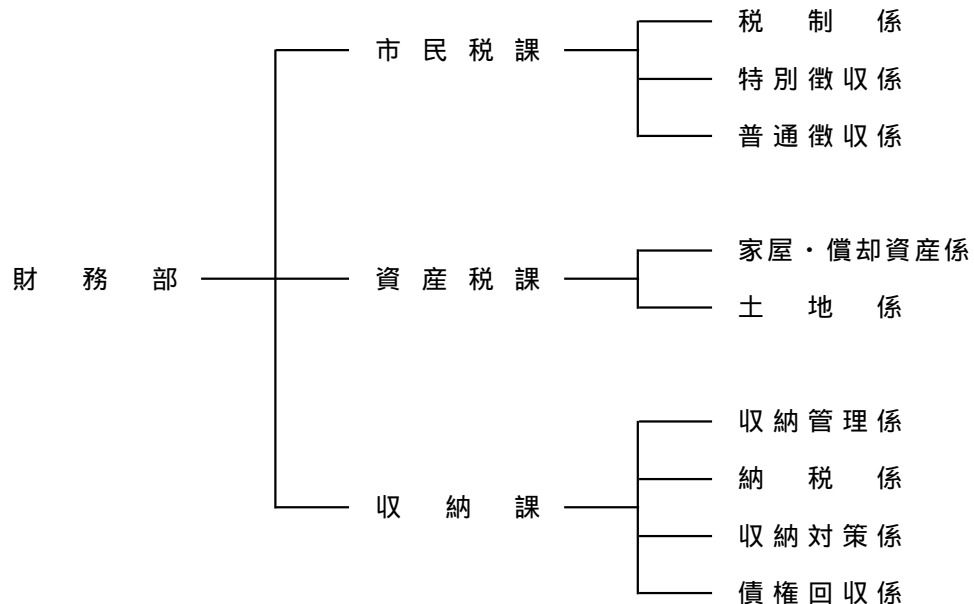 財務部
市民税課
税制係
特別徴収係
普通徴収係
資産税課
家屋・償却資産係
土地係
収納課
収納管理係
納税係
収納対策係
債権回収係